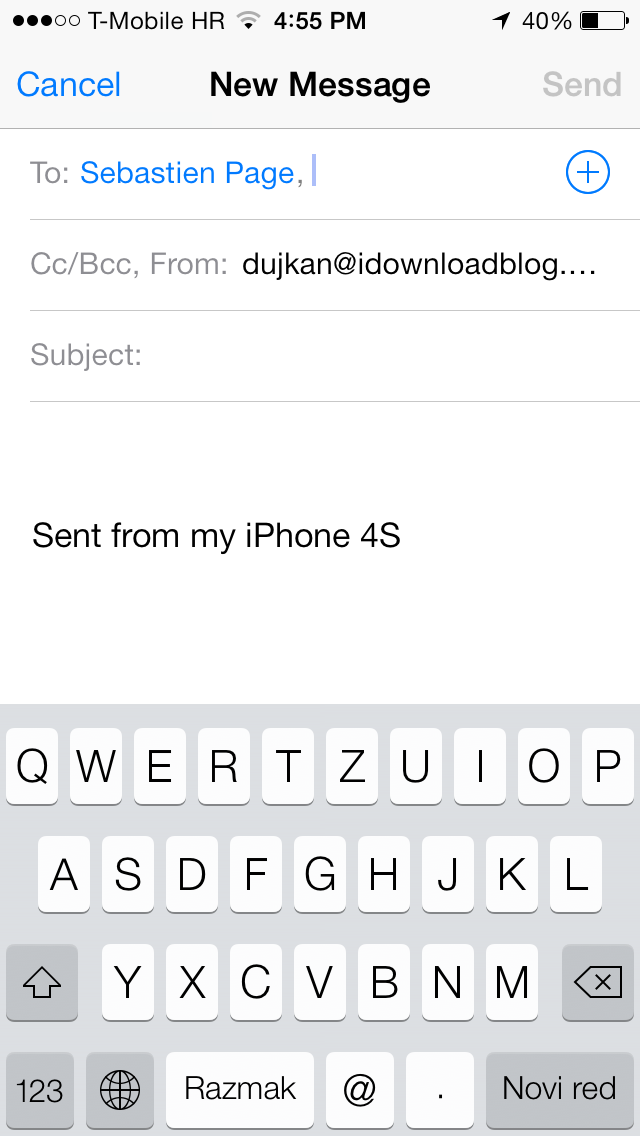 T-Mobile HR 4:55 PM 40%
Cancel New Message Send
To: Sebastien Page,
Cc/Bcc, From: dujkan@idownloadblog....
Subject:
Sent from my iPhone 4S
Q W E R T Z U I O P
A S D F G H J K L
Y X C V B N M
123 Razmak @ . Novi red